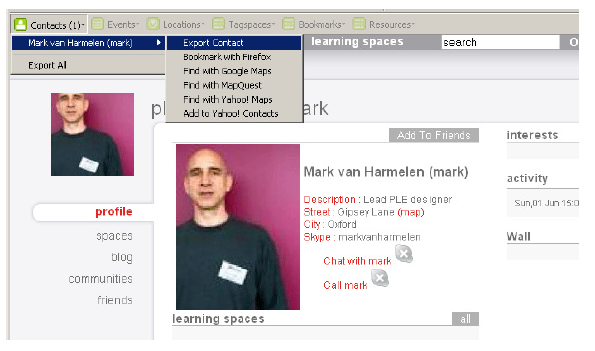 Contacts (1)
Events
Locations
Tagspaces
Bookmarks
Resources
Mark van Harmelen (mark)
Export All
Export Contact
Bookmark with Firefox
Find with Google Maps
Find with MapQuest
Find with Yahoo! Maps
Add to Yahoo! Contacts
learning spaces
search
O
ark
Add To Friends
profile
spaces
blog
communities
friends
Mark van Harmelen (mark)
Description : Lead PLE designer
Street : Gipsey Lane (map)
City : Oxford
Skype : markvanharmelen
Chat with mark
Call mark
learning spaces
all
interests
activity
Sun,01 Jun 15:0
Wall